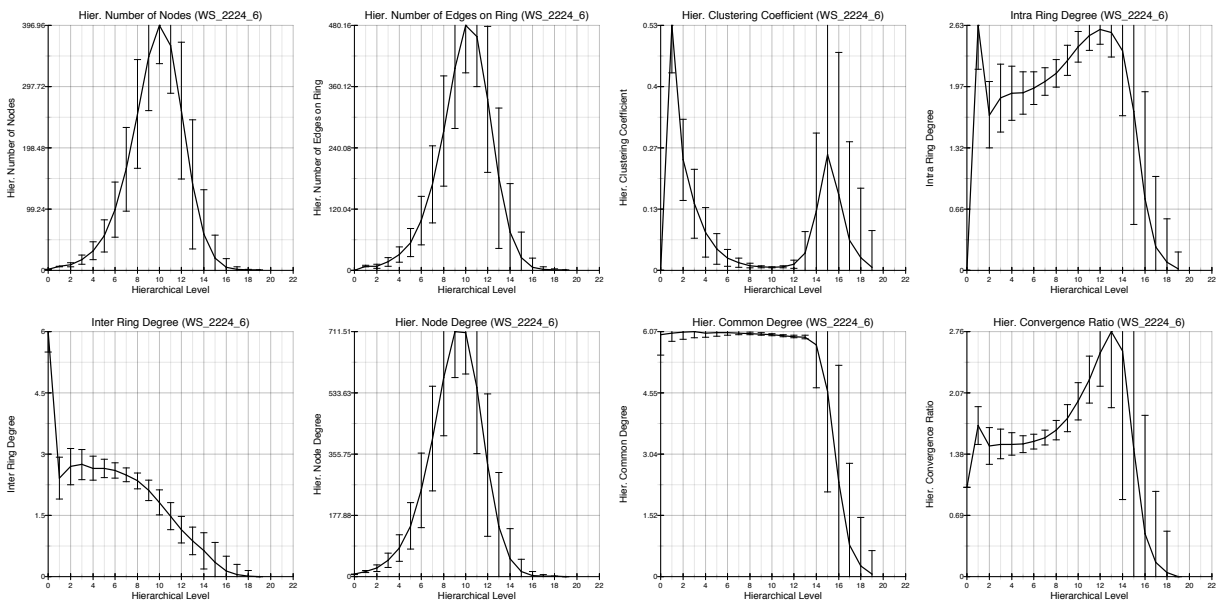 Hier. Number of Nodes (WS_2224_6)
396.96
297.72
198.48
99.24
0
Hier. Number of Nodes
0 2 4 6 8 10 12 14 16 18 20 22
Hierarchical Level
Hier. Number of Edges on Ring (WS_2224_6)
480.16
360.12
240.08
120.04
0
Hier. Number of Edges on Ring
0 2 4 6 8 10 12 14 16 18 20 22
Hierarchical Level
Hier. Clustering Coefficient (WS_2224_6)
0.53
0.4
0.27
0.13
0
Hier. Clustering Coefficient
0 2 4 6 8 10 12 14 16 18 20 22
Hierarchical Level
Intra Ring Degree (WS_2224_6)
2.63
1.97
1.32
0.66
0
Intra Ring Degree
0 2 4 6 8 10 12 14 16 18 20 22
Hierarchical Level
Inter Ring Degree (WS_2224_6)
6
4.5
3
1.5
0
Inter Ring Degree
0 2 4 6 8 10 12 14 16 18 20 22
Hierarchical Level
Hier. Node Degree (WS_2224_6)
711.51
533.63
355.75
177.88
0
Hier. Node Degree
0 2 4 6 8 10 12 14 16 18 20 22
Hierarchical Level
Hier. Common Degree (WS_2224_6)
6.07
4.55
3.04
1.52
0
Hier. Common Degree
0 2 4 6 8 10 12 14 16 18 20 22
Hierarchical Level
Hier. Convergence Ratio (WS_2224_6)
2.76
2.07
1.38
0.69
0
Hier. Convergence Ratio
0 2 4 6 8 10 12 14 16 18 20 22
Hierarchical Level